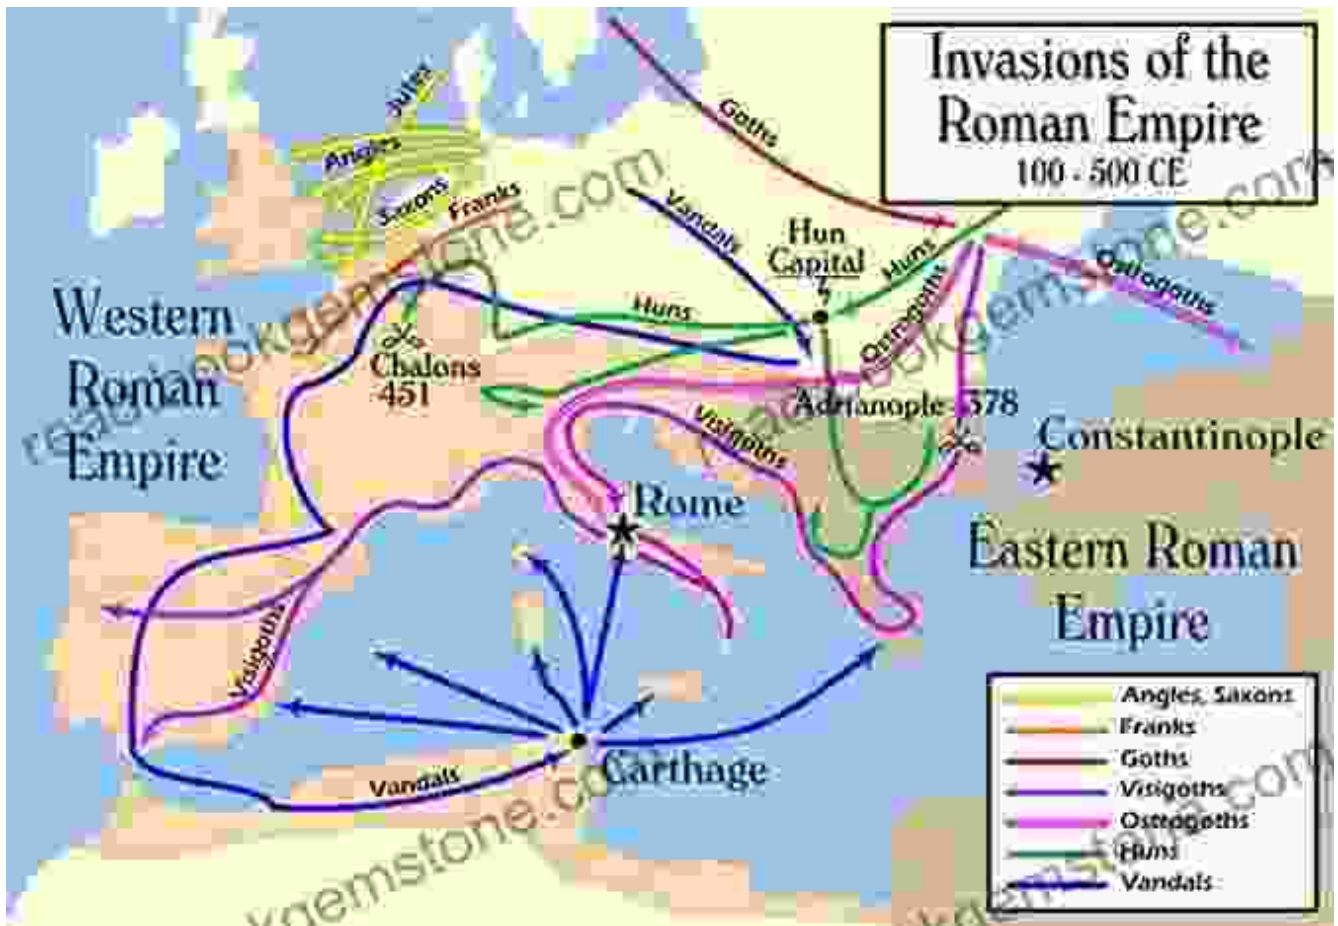 Invasions of the
Roman Empire
100 - 500 CE
Jutes
Angles
Saxons
Franks
Goths
Vandals
Hun
Capital
Huns
Ostrogoths
Ostrogoths
Huns
Western
Roman
Empire
Chalons
451
Adrianople 378
Visigoths
Constantinople
Rome
Eastern Roman
Empire
Visigoths
Vandals
Carthage
Angles, Saxons
Franks
Goths
Visigoths
Ostrogoths
Huns
Vandals